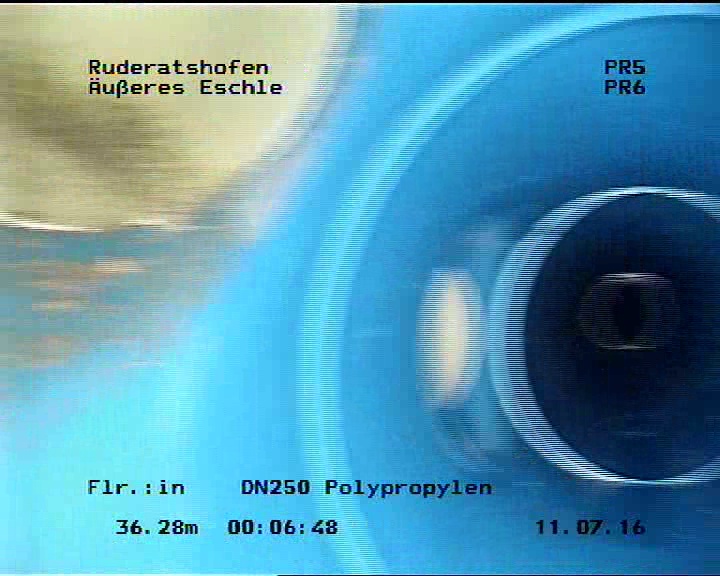 Ruderatshofen PR5
Äußeres Eschle PR6
Flr.:in DN250 Polypropylen
36.28m 00:06:48 11.07.16